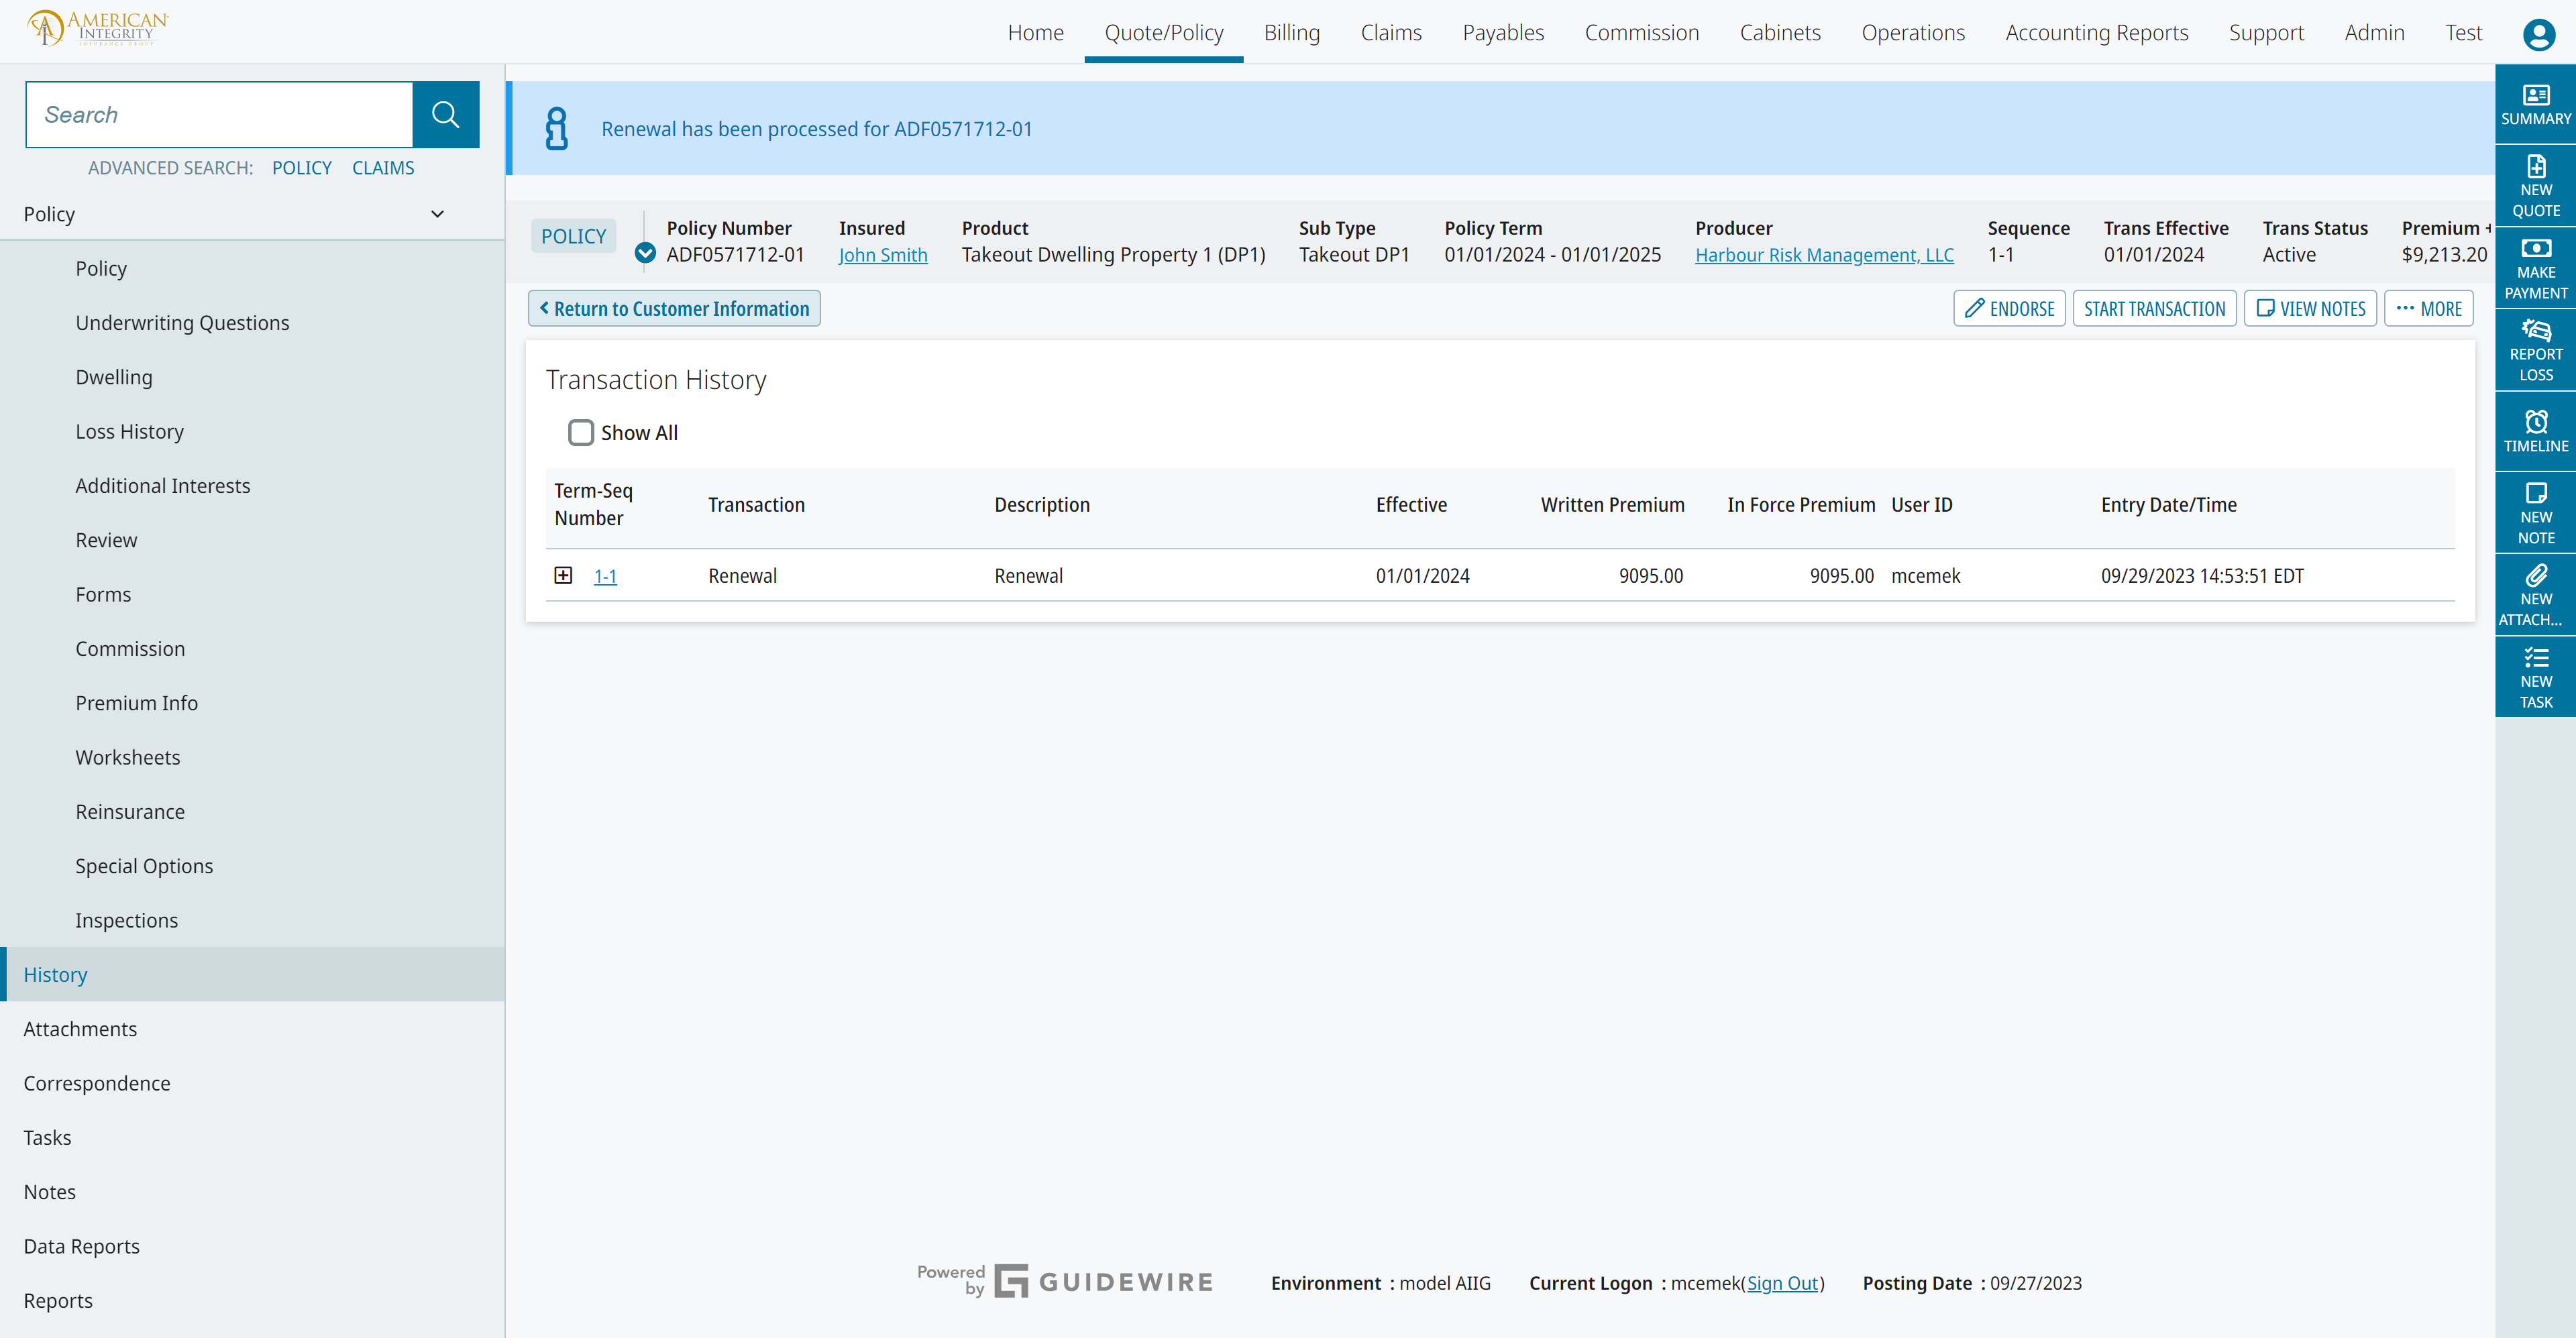 AMERICAN
INTEGRITY
INSURANCE GROUP
Home Quote/Policy Billing Claims Payables Commission Cabinets Operations Accounting Reports Support Admin Test
Search
ADVANCED SEARCH: POLICY CLAIMS
Policy
Policy
Underwriting Questions
Dwelling
Loss History
Additional Interests
Review
Forms
Commission
Premium Info
Worksheets
Reinsurance
Special Options
Inspections
History
Attachments
Correspondence
Tasks
Notes
Data Reports
Reports
Renewal has been processed for ADF0571712-01
POLICY
Policy Number Insured Product Sub Type Policy Term Producer Sequence Trans Effective Trans Status Premium +
ADF0571712-01 John Smith Takeout Dwelling Property 1 (DP1) Takeout DP1 01/01/2024 - 01/01/2025 Harbour Risk Management, LLC 1-1 01/01/2024 Active $9,213.20
Return to Customer Information
ENDORSE START TRANSACTION VIEW NOTES ··· MORE
Transaction History
Show All
Term-Seq Number Transaction Description Effective Written Premium In Force Premium User ID Entry Date/Time
1-1 Renewal Renewal 01/01/2024 9095.00 9095.00 mcemek 09/29/2023 14:53:51 EDT
SUMMARY
NEW
QUOTE
MAKE
PAYMENT
REPORT
LOSS
TIMELINE
NEW
NOTE
NEW
ATTACH...
NEW
TASK
Powered
by
GUIDEWIRE
Environment : model AIIG Current Logon : mcemek(Sign Out) Posting Date : 09/27/2023